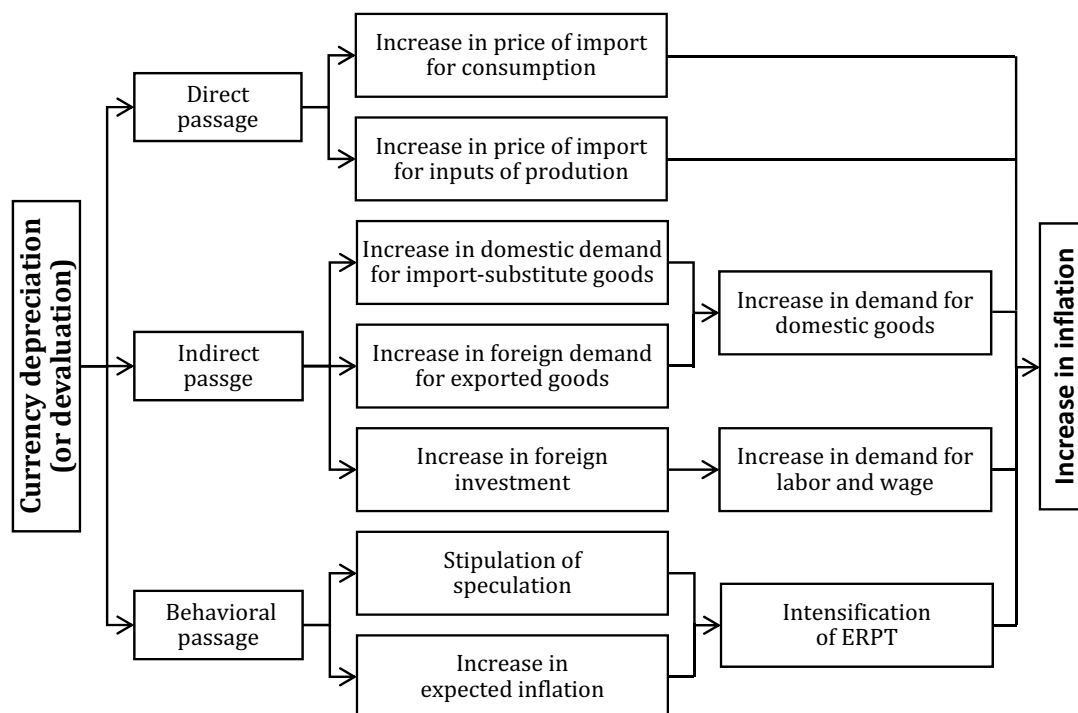 Currency depreciation
(or devaluation)
Direct
passage
Increase in price of import
for consumption
Increase in price of import
for inputs of prodution
Indirect
passge
Increase in domestic demand
for import-substitute goods
Increase in foreign demand
for exported goods
Increase in demand for
domestic goods
Increase in foreign
investment
Increase in demand for
labor and wage
Behavioral
passage
Stipulation of
speculation
Increase in
expected inflation
Intensification
of ERPT
Increase in inflation